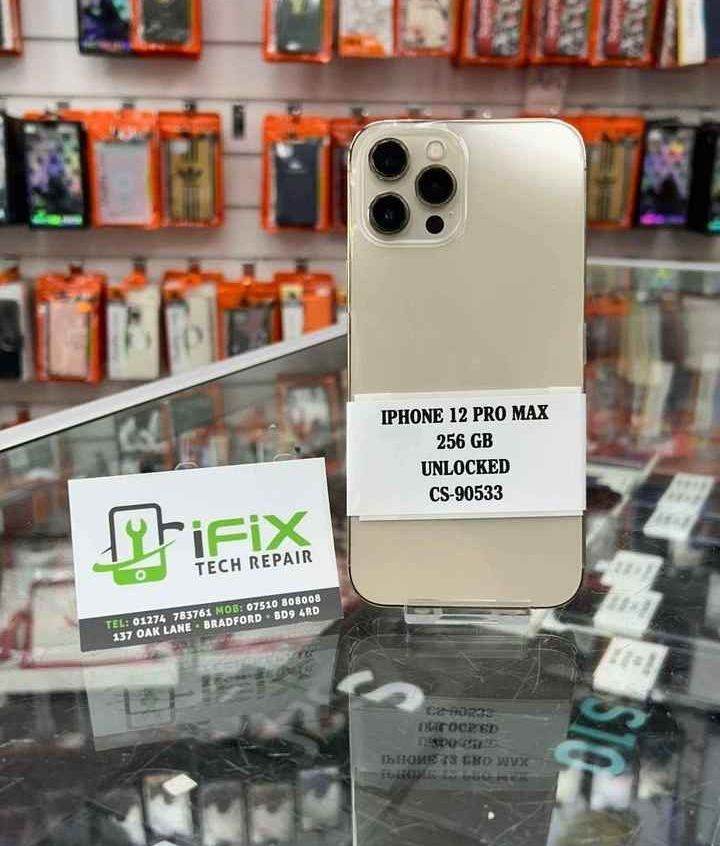 IPHONE 12 PRO MAX
256 GB
UNLOCKED
CS-90533
iFiX
TECH REPAIR
TEL: 01274 783761 MOB: 07510 808008
137 OAK LANE • BRADFORD • BD9 4RD